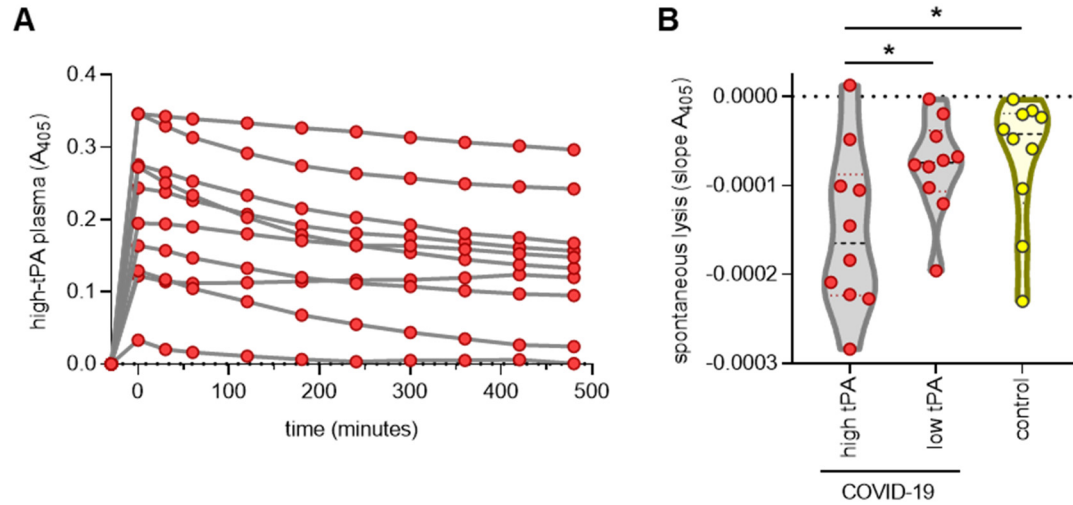 A
high-tPA plasma (A405)
0.4
0.3
0.2
0.1
0.0
0
100
200
300
400
500
time (minutes)
B
spontaneous lysis (slope A405)
*
*
0.0000
-0.0001
-0.0002
-0.0003
high tPA
low tPA
control
COVID-19